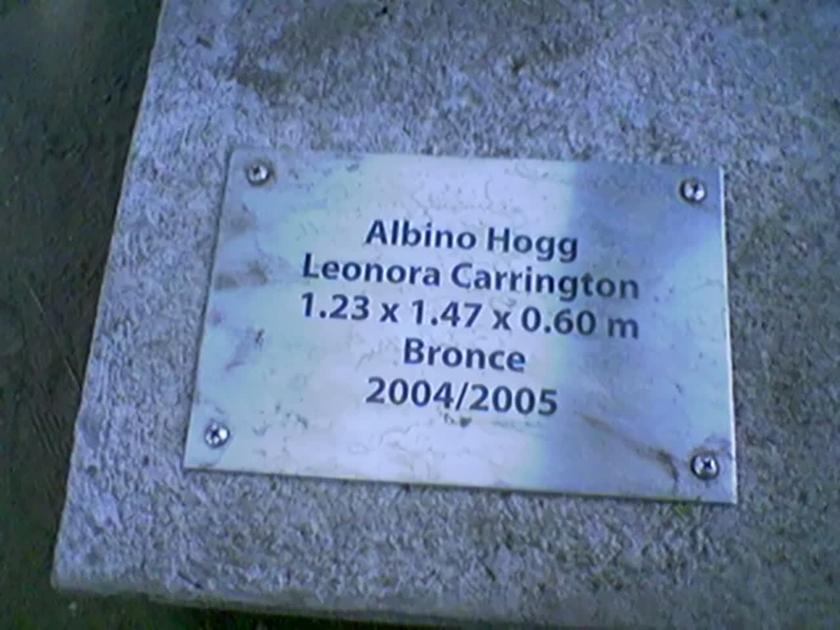 Albino Hogg
Leonora Carrington
1.23 x 1.47 x 0.60 m
Bronce
2004/2005